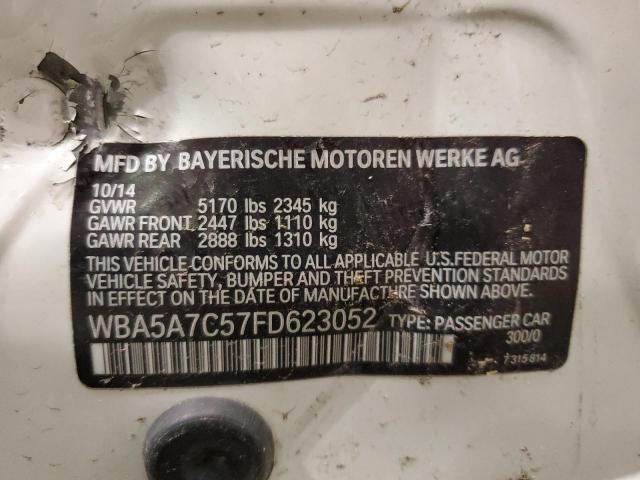 MFD BY BAYERISCHE MOTOREN WERKE AG
10/14
GVWR 5170 lbs 2345 kg
GAWR FRONT 2447 lbs 1110 kg
GAWR REAR 2888 lbs 1310 kg
THIS VEHICLE CONFORMS TO ALL APPLICABLE U.S.FEDERAL MOTOR
VEHICLE SAFETY, BUMPER AND THEFT PREVENTION STANDARDS
IN EFFECT ON THE DATE OF MANUFACTURE SHOWN ABOVE.
WBA5A7C57FD623052 TYPE: PASSENGER CAR
300/0
7315814